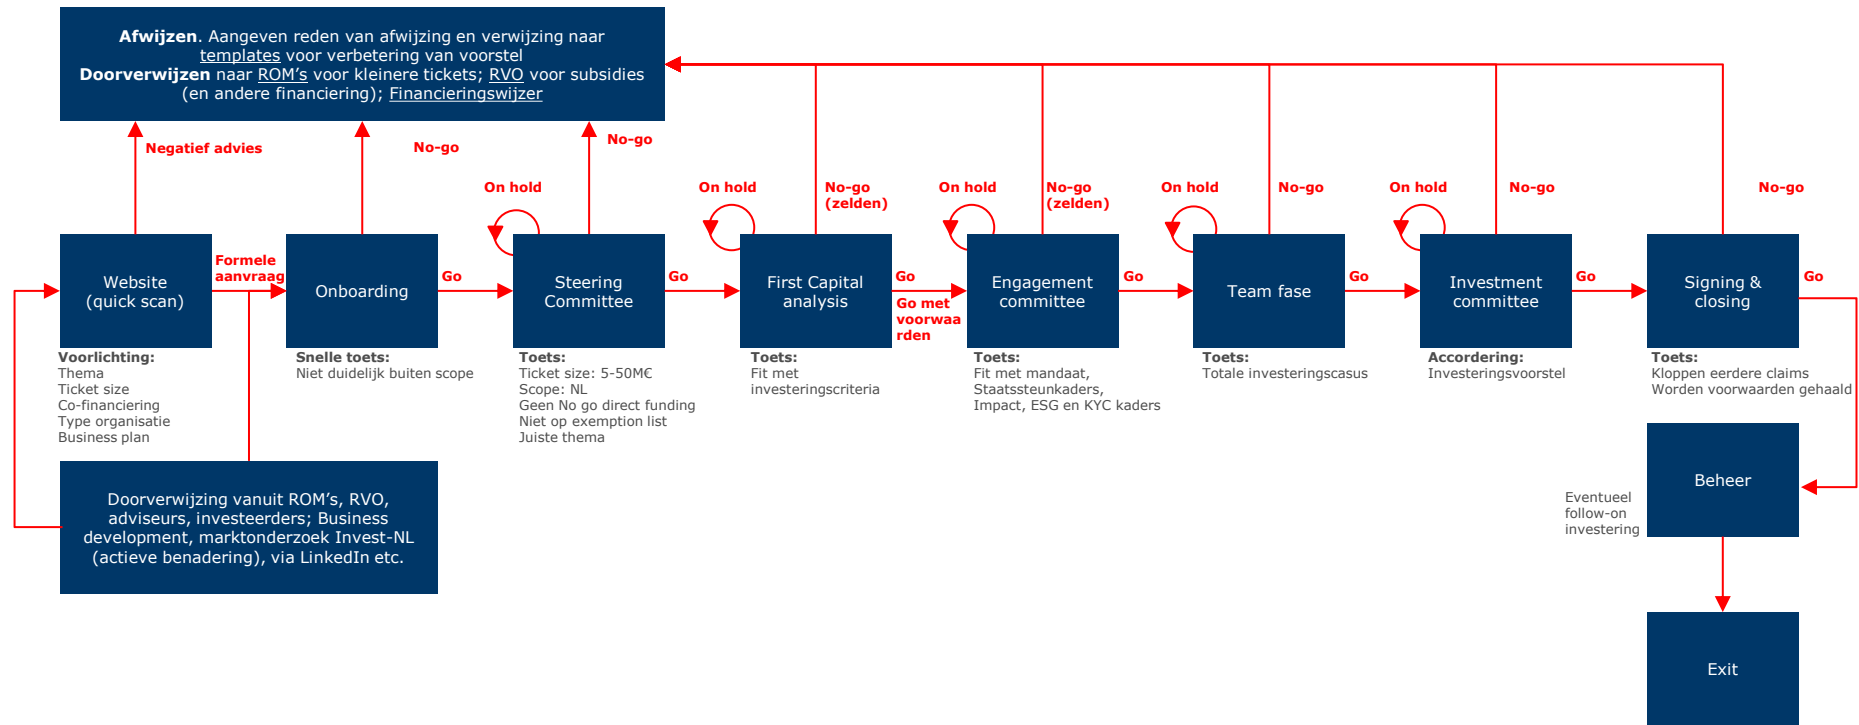 Afwijzen. Aangeven reden van afwijzing en verwijzing naar
templates voor verbetering van voorstel
Doorverwijzen naar ROM’s voor kleinere tickets; RVO voor subsidies
(en andere financiering); Financieringswijzer
Negatief advies
No-go
No-go
On hold
On hold
No-go
(zelden)
On hold
No-go
(zelden)
On hold
No-go
On hold
No-go
No-go
Website
(quick scan)
Formele
aanvraag
Onboarding
Go
Steering
Committee
Go
First Capital
analysis
Go
Go met
voorwaa
rden
Engagement
committee
Go
Team fase
Go
Investment
committee
Go
Signing &
closing
Go
Voorlichting:
Thema
Ticket size
Co-financiering
Type organisatie
Business plan
Snelle toets:
Niet duidelijk buiten scope
Toets:
Ticket size: 5-50M€
Scope: NL
Geen No go direct funding
Niet op exemption list
Juiste thema
Toets:
Fit met
investeringscriteria
Toets:
Fit met mandaat,
Staatssteunkaders,
Impact, ESG en KYC kaders
Toets:
Totale investeringscasus
Accordering:
Investeringsvoorstel
Toets:
Kloppen eerdere claims
Worden voorwaarden gehaald
Doorverwijzing vanuit ROM’s, RVO,
adviseurs, investeerders; Business
development, marktonderzoek Invest-NL
(actieve benadering), via LinkedIn etc.
Beheer
Eventueel
follow-on
investering
Exit